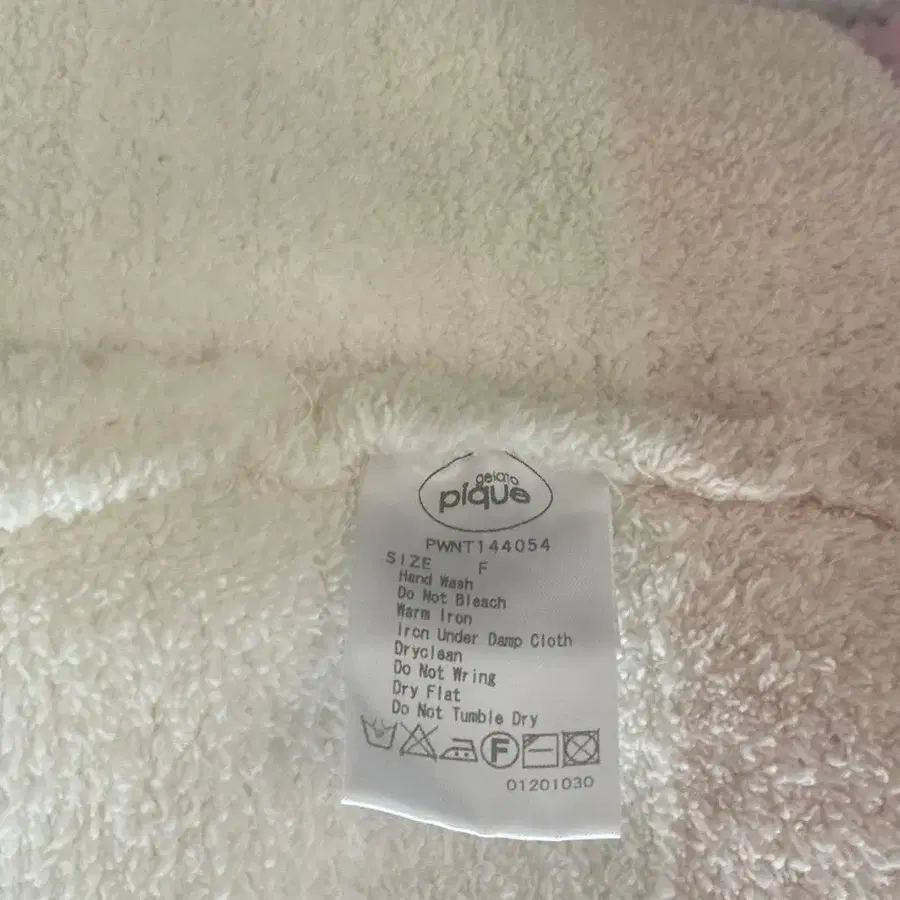 gelato
pique
PWNT144054
SIZE F
Hand Wash
Do Not Bleach
Warm Iron
Iron Under Damp Cloth
Dryclean
Do Not Wring
Dry Flat
Do Not Tumble Dry
F
01201030